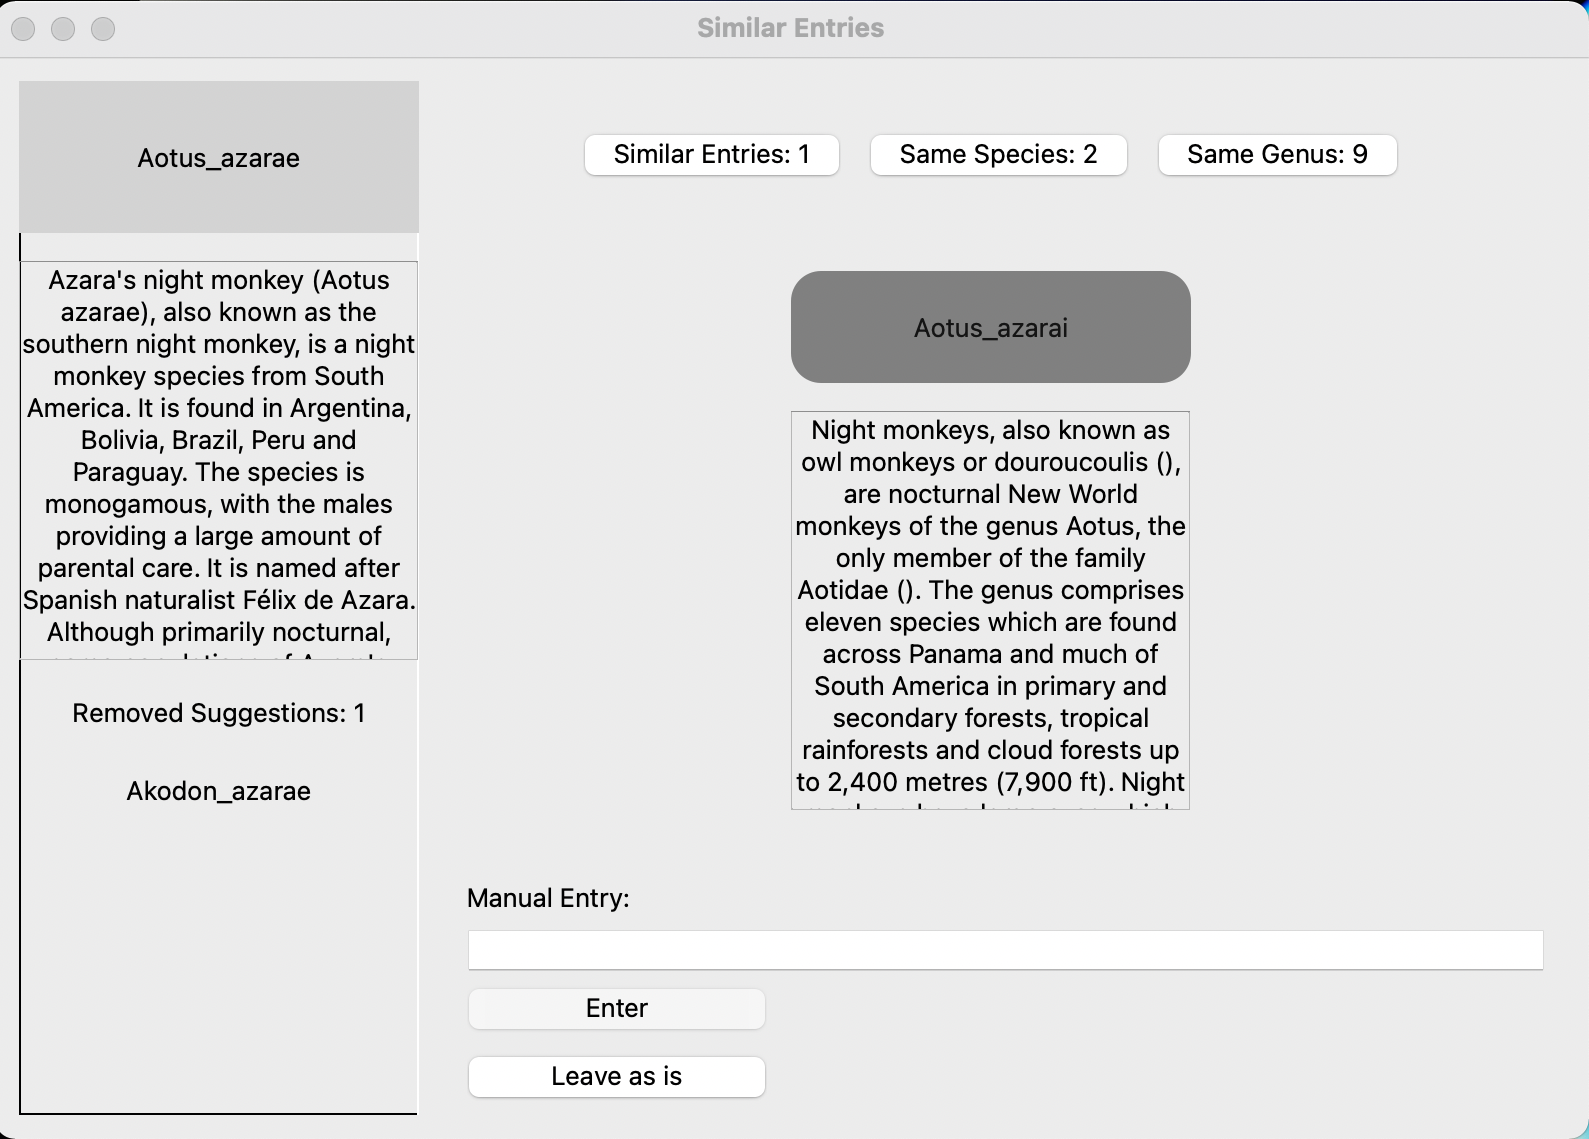 Similar Entries
Aotus_azarae
Similar Entries: 1
Same Species: 2
Same Genus: 9
Azara's night monkey (Aotus
azarae), also known as the
southern night monkey, is a night
monkey species from South
America. It is found in Argentina,
Bolivia, Brazil, Peru and
Paraguay. The species is
monogamous, with the males
providing a large amount of
parental care. It is named after
Spanish naturalist Félix de Azara.
Although primarily nocturnal,
Removed Suggestions: 1
Akodon_azarae
Aotus_azarai
Night monkeys, also known as
owl monkeys or douroucoulis (),
are nocturnal New World
monkeys of the genus Aotus, the
only member of the family
Aotidae (). The genus comprises
eleven species which are found
across Panama and much of
South America in primary and
secondary forests, tropical
rainforests and cloud forests up
to 2,400 metres (7,900 ft). Night
Manual Entry:
Enter
Leave as is